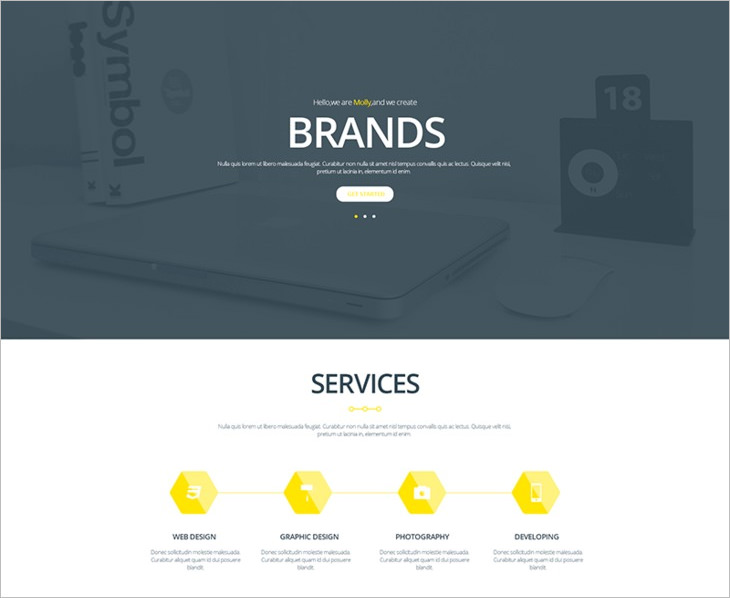 Symbol
logo
18
N
Hello,we are Molly,and we create
BRANDS
Nulla quis lorem ut libero malesuada feugiat. Curabitur non nulla sit amet nisl tempus convallis quis ac lectus. Quisque velit nisi,
pretium ut lacinia in, elementum id enim.
GET STARTED
SERVICES
Nulla quis lorem ut libero malesuada feugiat. Curabitur non nulla sit amet nisl tempus convallis quis ac lectus. Quisque velit nisi,
pretium ut lacinia in, elementum id enim.
WEB DESIGN
GRAPHIC DESIGN
PHOTOGRAPHY
DEVELOPING
Donec sollicitudin molestie malesuada.
Curabitur aliquet quam id dui posuere
blandit.
Donec sollicitudin molestie malesuada.
Curabitur aliquet quam id dui posuere
blandit.
Donec sollicitudin molestie malesuada.
Curabitur aliquet quam id dui posuere
blandit.
Donec sollicitudin molestie malesuada.
Curabitur aliquet quam id dui posuere
blandit.